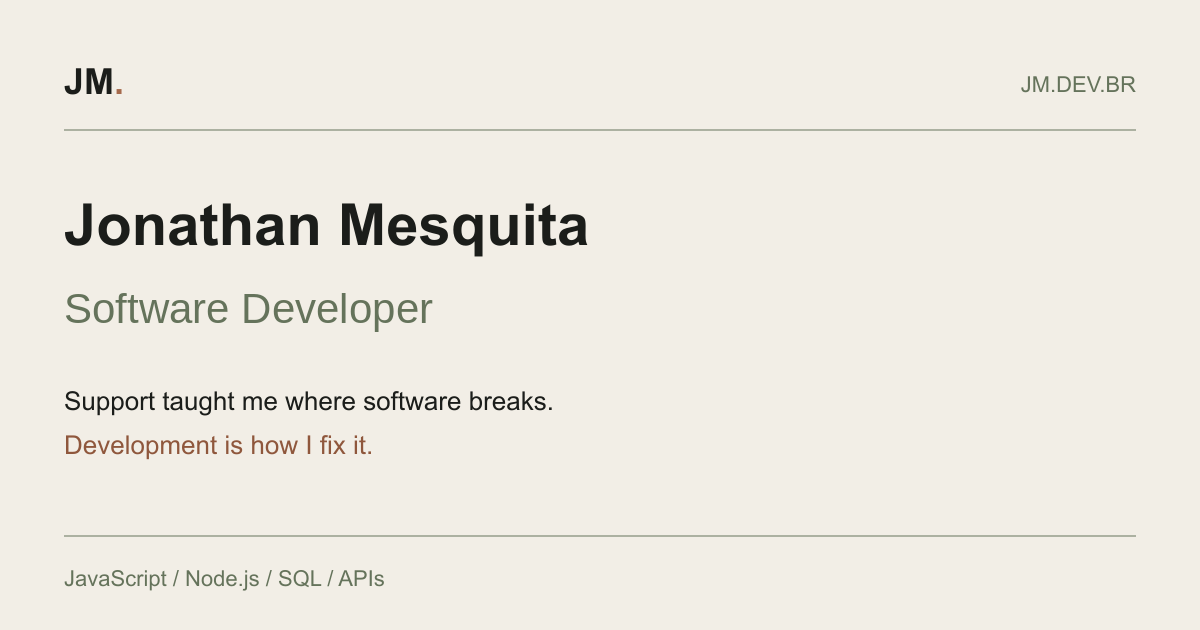 JM.
JM.DEV.BR
Jonathan Mesquita
Software Developer
Support taught me where software breaks.
Development is how I fix it.
JavaScript / Node.js / SQL / APIs